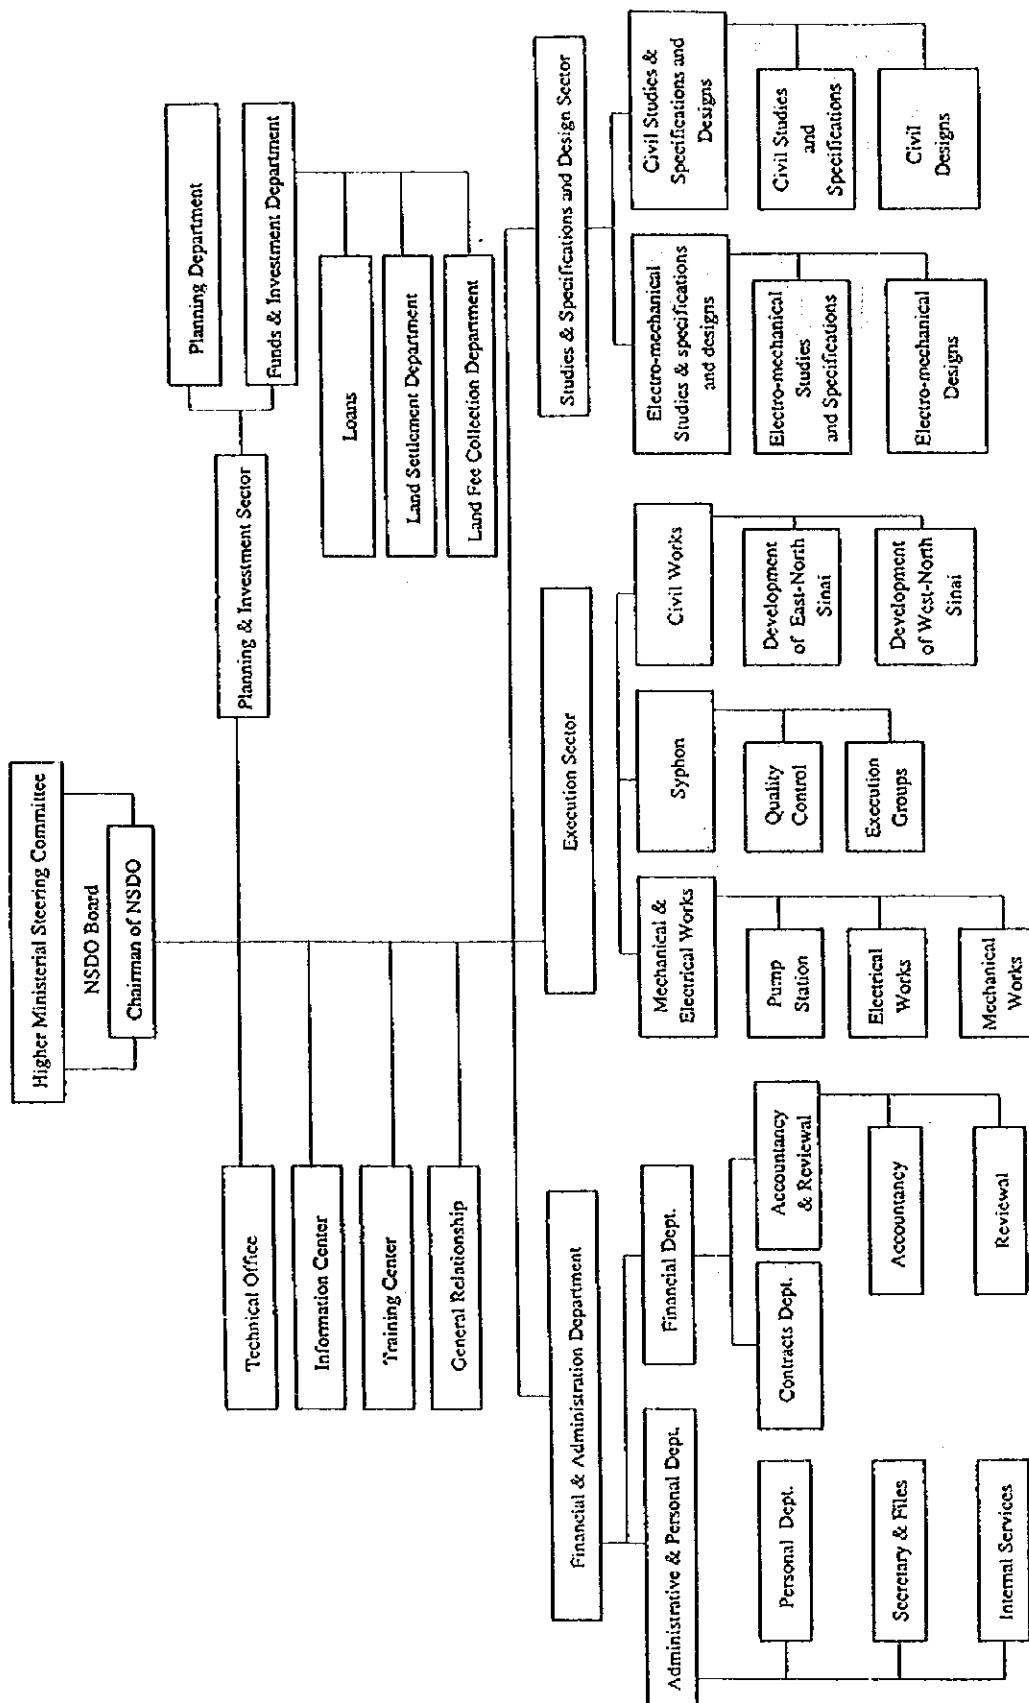 Higher Ministerial Steering Committee
NSDO Board
Chairman of NSDO
Technical Office
Information Center
Training Center
General Relationship
Planning & Investment Sector
Planning Department
Funds & Investment Department
Loans
Land Settlement Department
Land Fee Collection Department
Financial & Administration Department
Execution Sector
Studies & Specifications and Design Sector
Administrative & Personal Dept.
Personal Dept.
Secretary & Files
Internal Services
Financial Dept.
Contracts Dept.
Accountancy
& Reviewal
Accountancy
Reviewal
Mechanical &
Electrical Works
Pump
Station
Electrical
Works
Mechanical
Works
Syphon
Quality
Control
Execution
Groups
Civil Works
Development
of East-North
Sinai
Development
of West-North
Sinai
Electro-mechanical
Studies & specifications
and designs
Electro-mechanical
Studies
and Specifications
Electro-mechanical
Designs
Civil Studies &
Specifications and
Designs
Civil Studies
and
Specifications
Civil
Designs